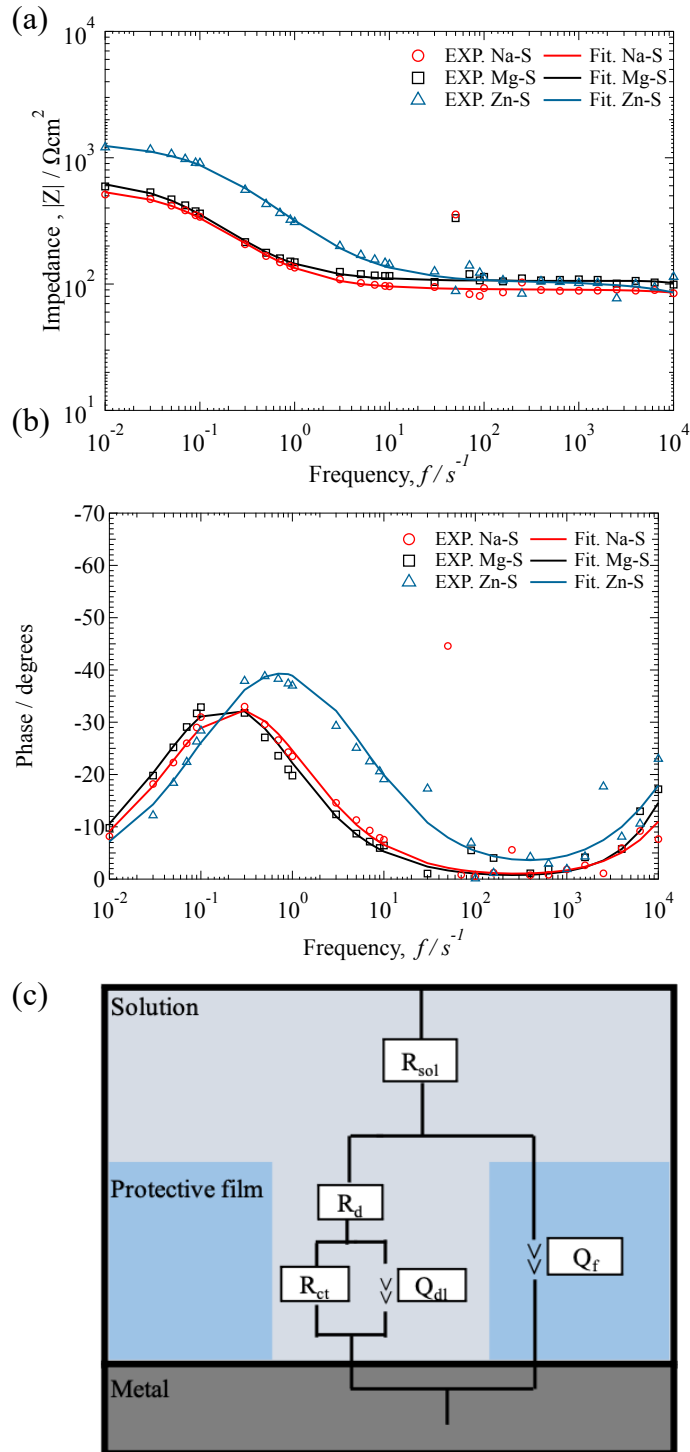 (a)
10^4
10^3
10^2
10^1
Impedance , |Z| / Ωcm^2
EXP. Na-S Fit. Na-S
EXP. Mg-S Fit. Mg-S
EXP. Zn-S Fit. Zn-S
10^-2 10^-1 10^0 10^1 10^2 10^3 10^4
Frequency, f / s^-1
(b)
-70
-60
-50
-40
-30
-20
-10
0
Phase / degrees
EXP. Na-S Fit. Na-S
EXP. Mg-S Fit. Mg-S
EXP. Zn-S Fit. Zn-S
10^-2 10^-1 10^0 10^1 10^2 10^3 10^4
Frequency, f / s^-1
(c)
Solution
R_sol
Protective film
R_d
R_ct Q_dl Q_f
Metal